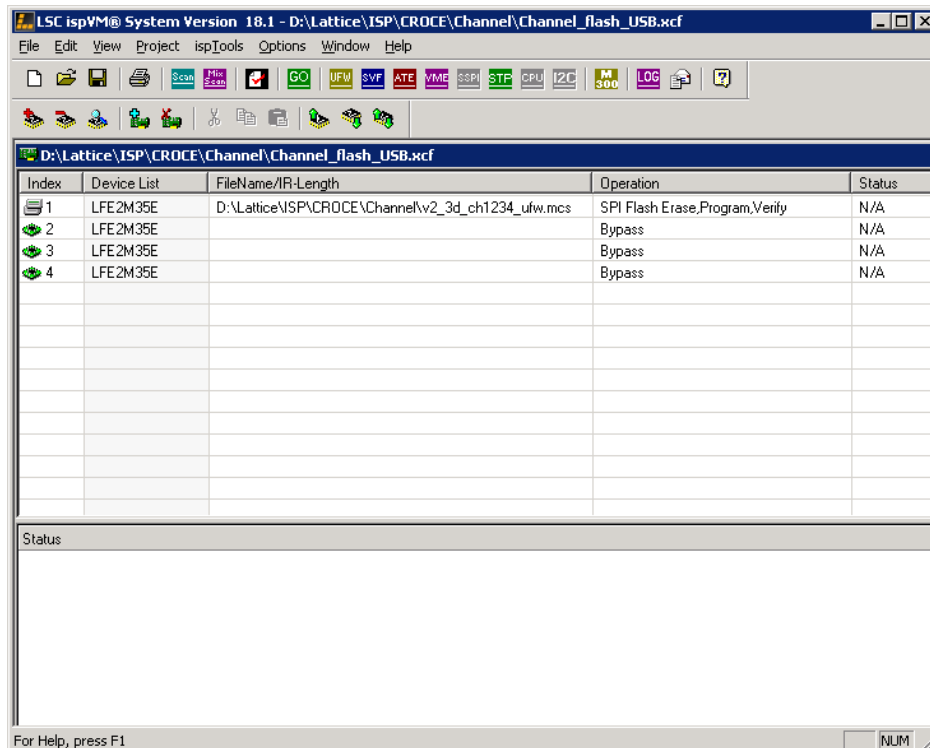 LSC ispVM® System Version 18.1 - D:\Lattice\ISP\CROCE\Channel\Channel_flash_USB.xcf
File Edit View Project ispTools Options Window Help
Scan Mix Scan GO UFW SVF ATE VME SSPI STP CPU I2C M 300 LOG
D:\Lattice\ISP\CROCE\Channel\Channel_flash_USB.xcf
Index Device List FileName/IR-Length Operation Status
1 LFE2M35E D:\Lattice\ISP\CROCE\Channel\v2_3d_ch1234_ufw.mcs SPI Flash Erase,Program,Verify N/A
2 LFE2M35E Bypass N/A
3 LFE2M35E Bypass N/A
4 LFE2M35E Bypass N/A
Status
For Help, press F1 NUM